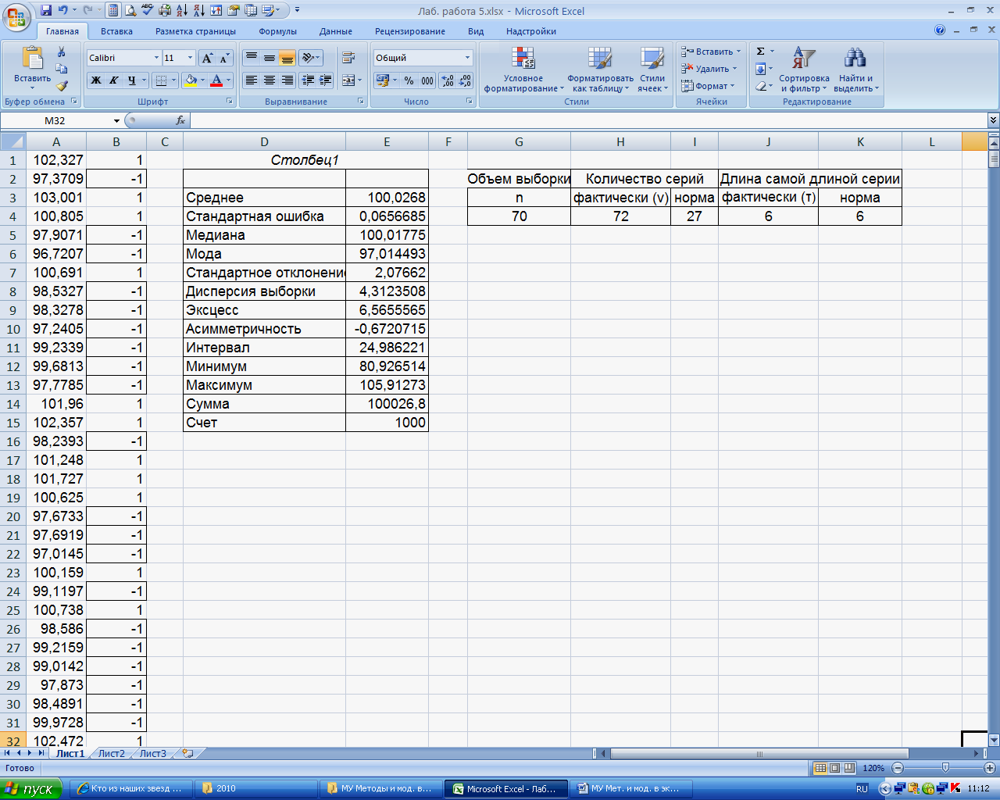 Лаб. работа 5.xlsx - Microsoft Excel
Главная Вставка Разметка страницы Формулы Данные Рецензирование Вид Надстройки
Вставить
Буфер обмена
Calibri 11
Ж К Ч
Шрифт
Выравнивание
Общий
% 000
Число
Условное форматирование
Форматировать как таблицу
Стили ячеек
Стили
Вставить
Удалить
Формат
Ячейки
Сортировка и фильтр
Найти и выделить
Редактирование
M32 fx
A B C D E F G H I J K L
1 102,327 1 Столбец1
2 97,3709 -1 Объем выборки Количество серий Длина самой длиной серии
3 103,001 1 Среднее 100,0268 n фактически (v) норма фактически (т) норма
4 100,805 1 Стандартная ошибка 0,0656685 70 72 27 6 6
5 97,9071 -1 Медиана 100,01775
6 96,7207 -1 Мода 97,014493
7 100,691 1 Стандартное отклонени 2,07662
8 98,5327 -1 Дисперсия выборки 4,3123508
9 98,3278 -1 Эксцесс 6,5655565
10 97,2405 -1 Асимметричность -0,6720715
11 99,2339 -1 Интервал 24,986221
12 99,6813 -1 Минимум 80,926514
13 97,7785 -1 Максимум 105,91273
14 101,96 1 Сумма 100026,8
15 102,357 1 Счет 1000
16 98,2393 -1
17 101,248 1
18 101,727 1
19 100,625 1
20 97,6733 -1
21 97,6919 -1
22 97,0145 -1
23 100,159 1
24 99,1197 -1
25 100,738 1
26 98,586 -1
27 99,2159 -1
28 99,0142 -1
29 97,873 -1
30 98,4891 -1
31 99,9728 -1
32 102,472 1
Лист1 Лист2 Лист3
Готово 120%
пуск Кто из наших звезд ... 2010 МУ Методы и мод. в... Microsoft Excel - Лаб... МУ Мет. и мод. в эк... RU 11:12